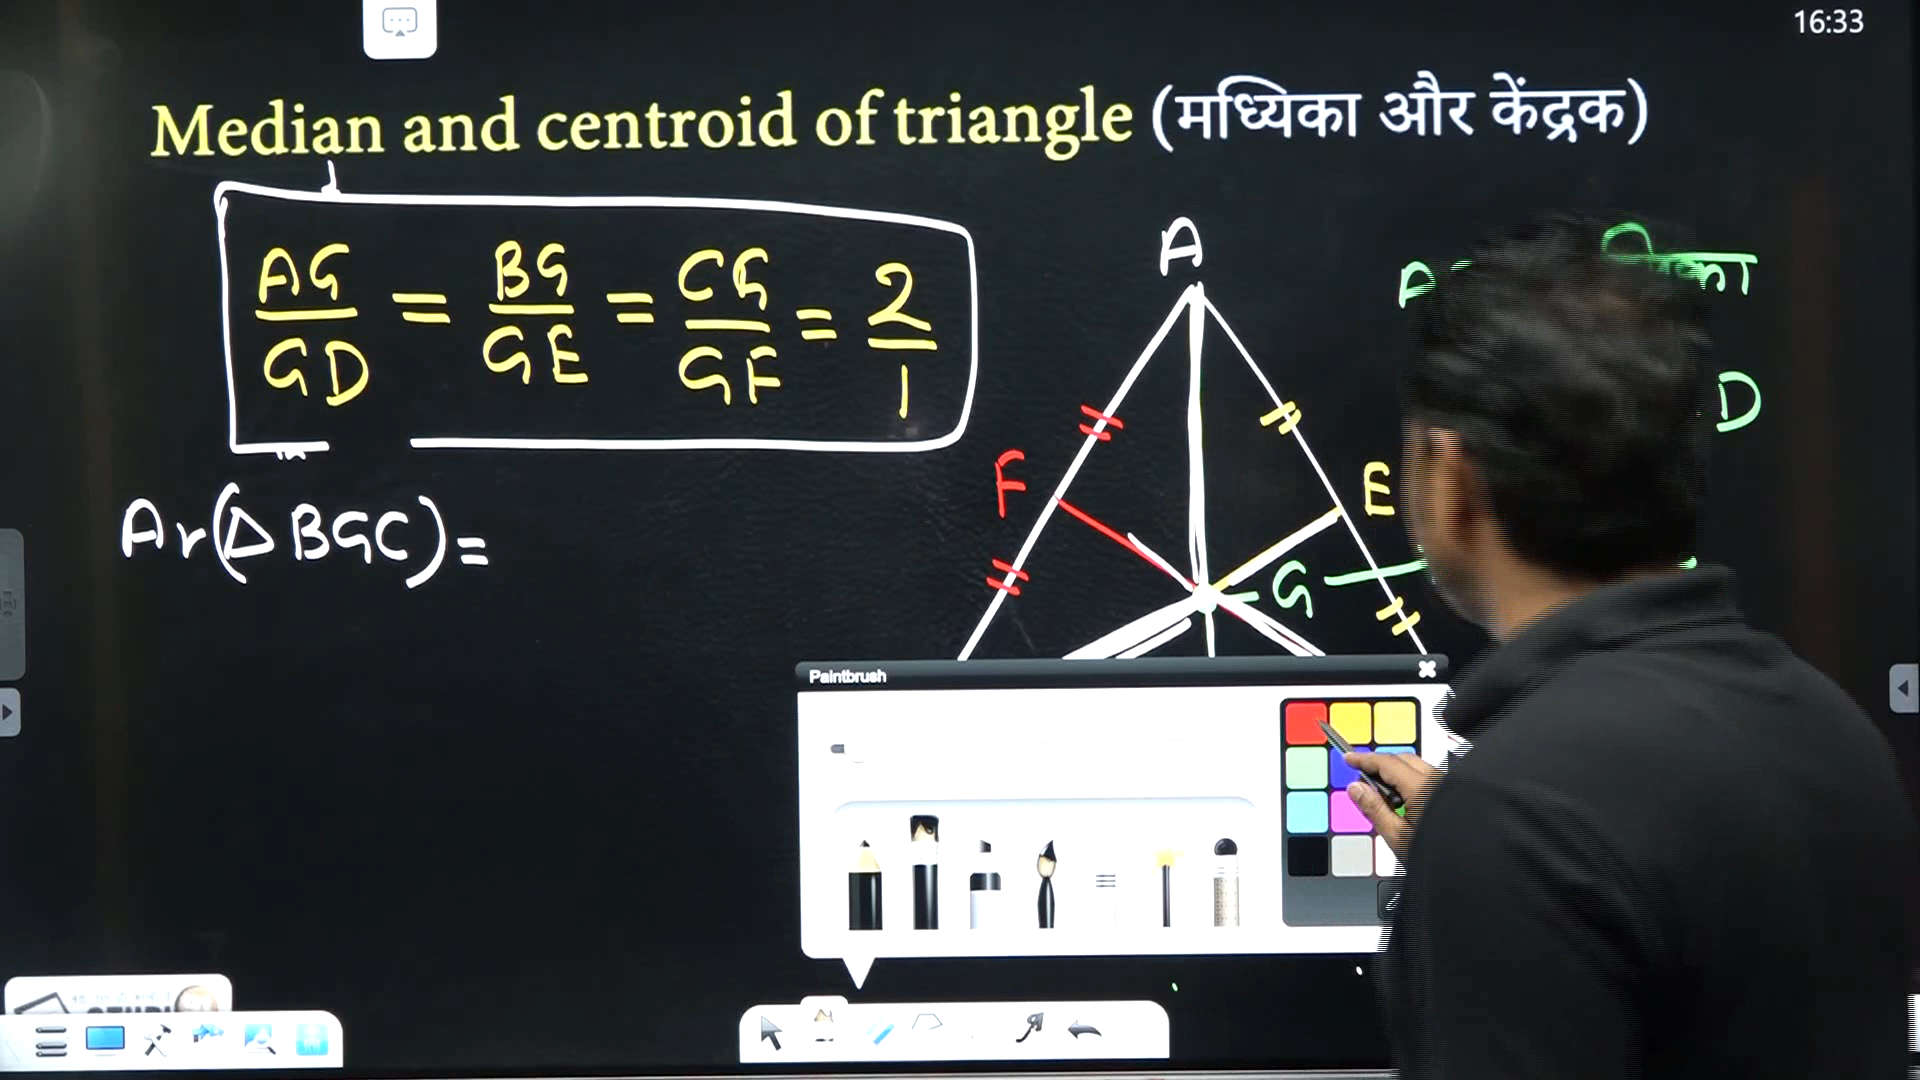 16:33
Median and centroid of triangle (मध्यिका और केंद्रक)
AG/GD = BG/GE = CG/GF = 2/1
A
D
F
E
G
Ar(Δ BGC) =
Paintbrush